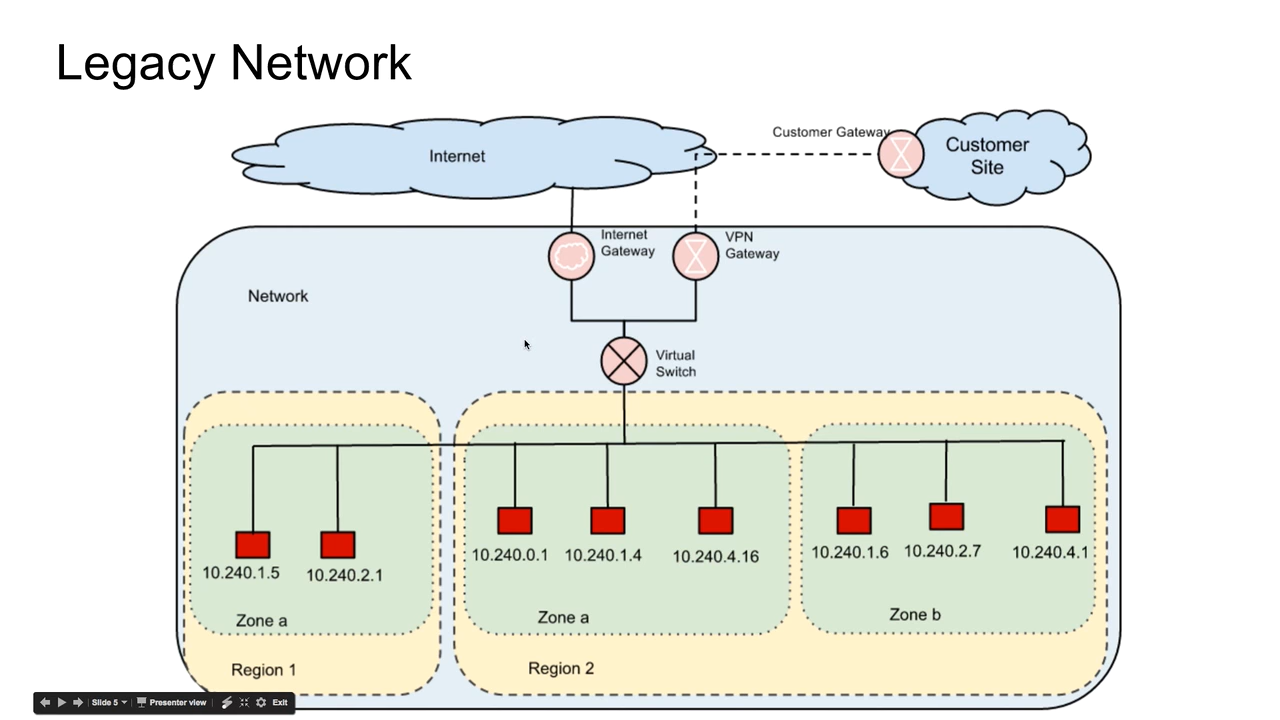 Legacy Network
Internet
Customer Gateway
Customer
Site
Internet
Gateway
VPN
Gateway
Network
Virtual
Switch
10.240.1.5
10.240.2.1
10.240.0.1
10.240.1.4
10.240.4.16
10.240.1.6
10.240.2.7
10.240.4.1
Zone a
Zone a
Zone b
Region 1
Region 2
Slide 5
Presenter view
Exit